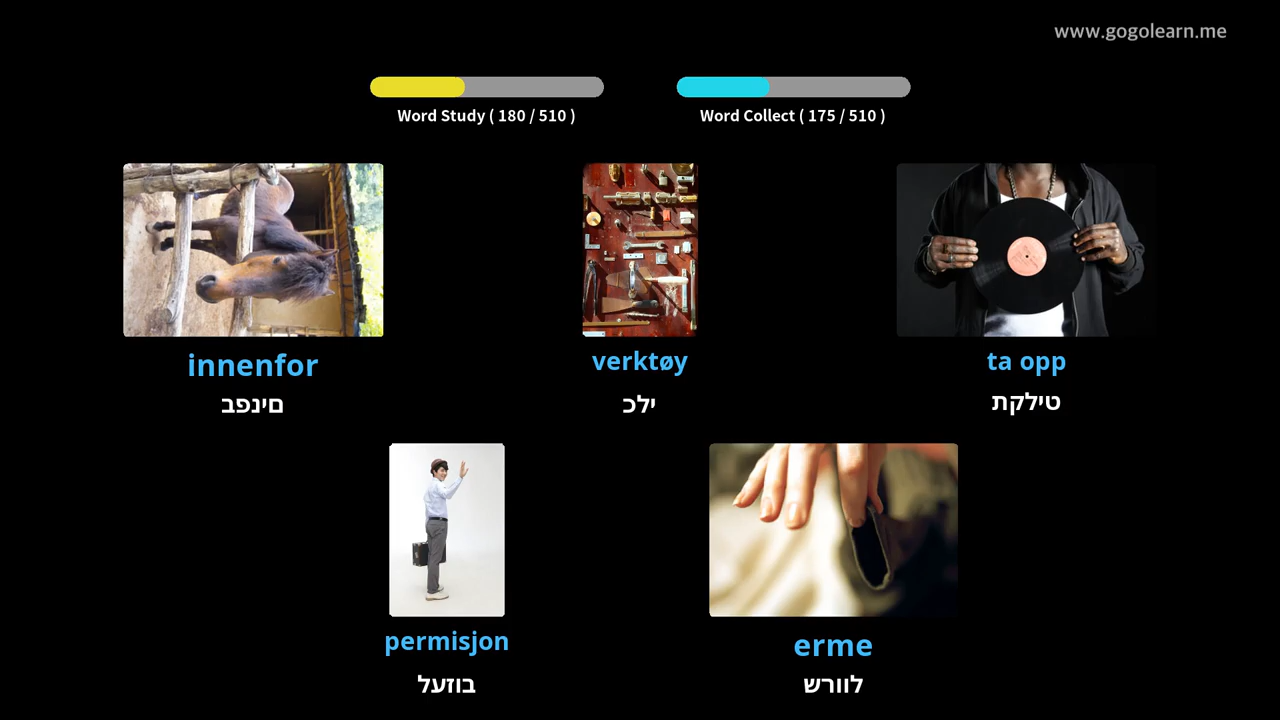 www.gogolearn.me
Word Study ( 180 / 510 )
Word Collect ( 175 / 510 )
innenfor
םינפב
verktøy
ילכ
ta opp
טילקת
permisjon
בוזעל
erme
לוורש